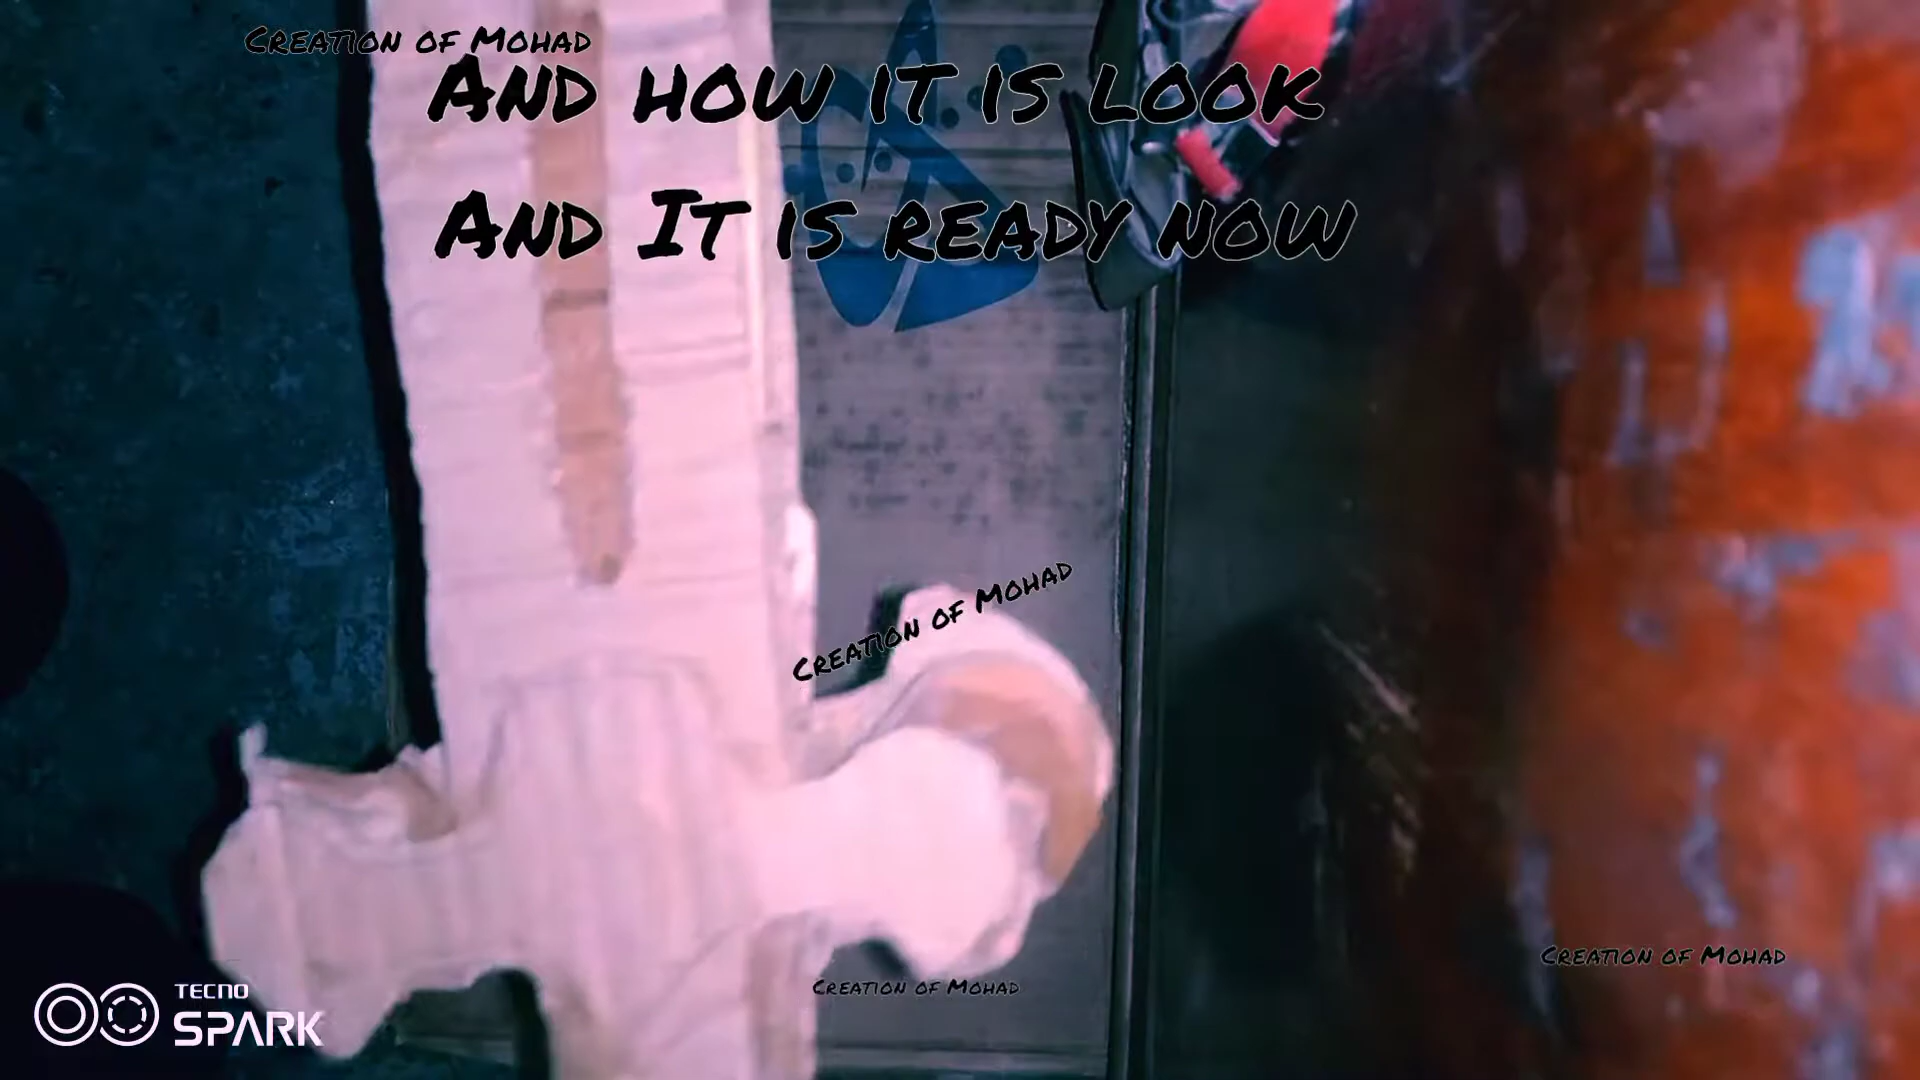 Creation of Mohad
And how it is look
And It is ready now
Creation of Mohad
Creation of Mohad
Creation of Mohad
TECNO
SPARK